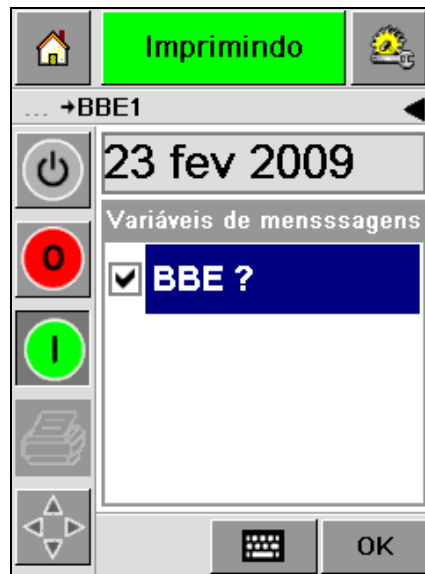 Imprimindo
... →BBE1
23 fev 2009
Variáveis de mensssagens
BBE ?
O
I
OK